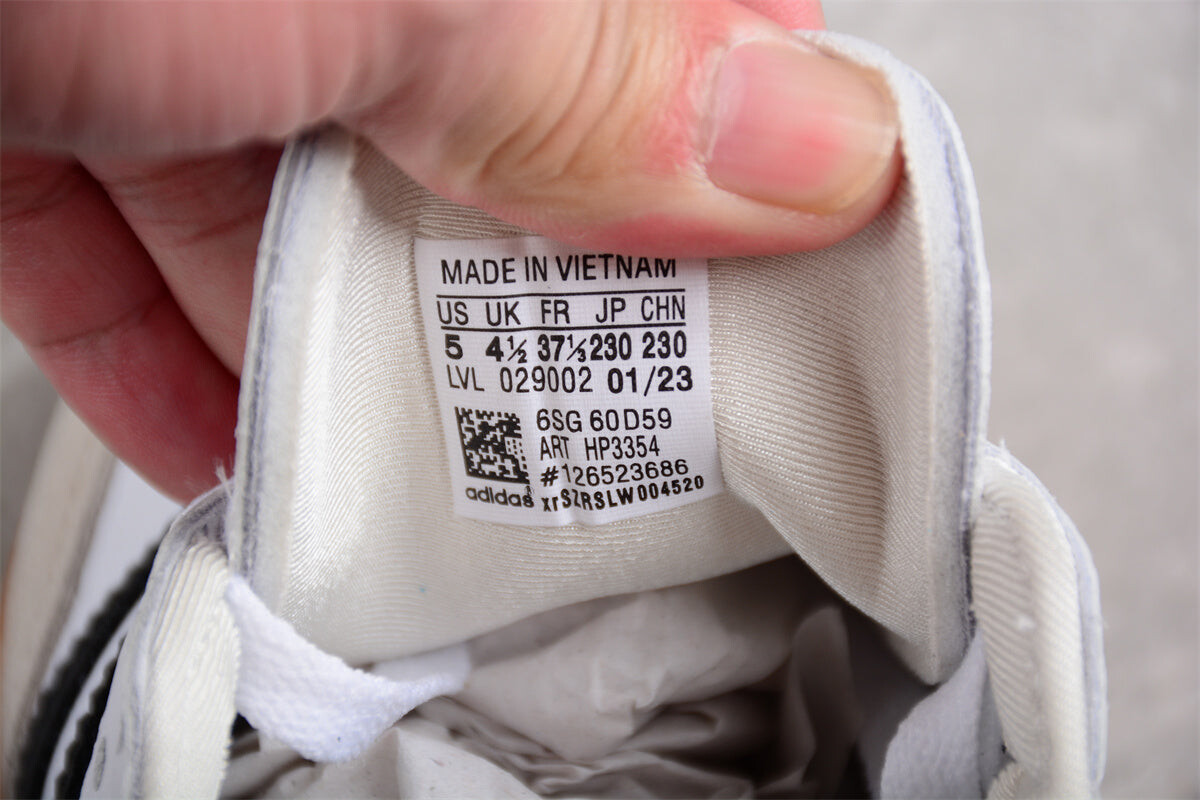 MADE IN VIETNAM
US UK FR JP CHN
5 4½ 37⅓ 230 230
LVL 029002 01/23
6SG 60D59
ART HP3354
#126523686
adidas xrSZRSLW004520